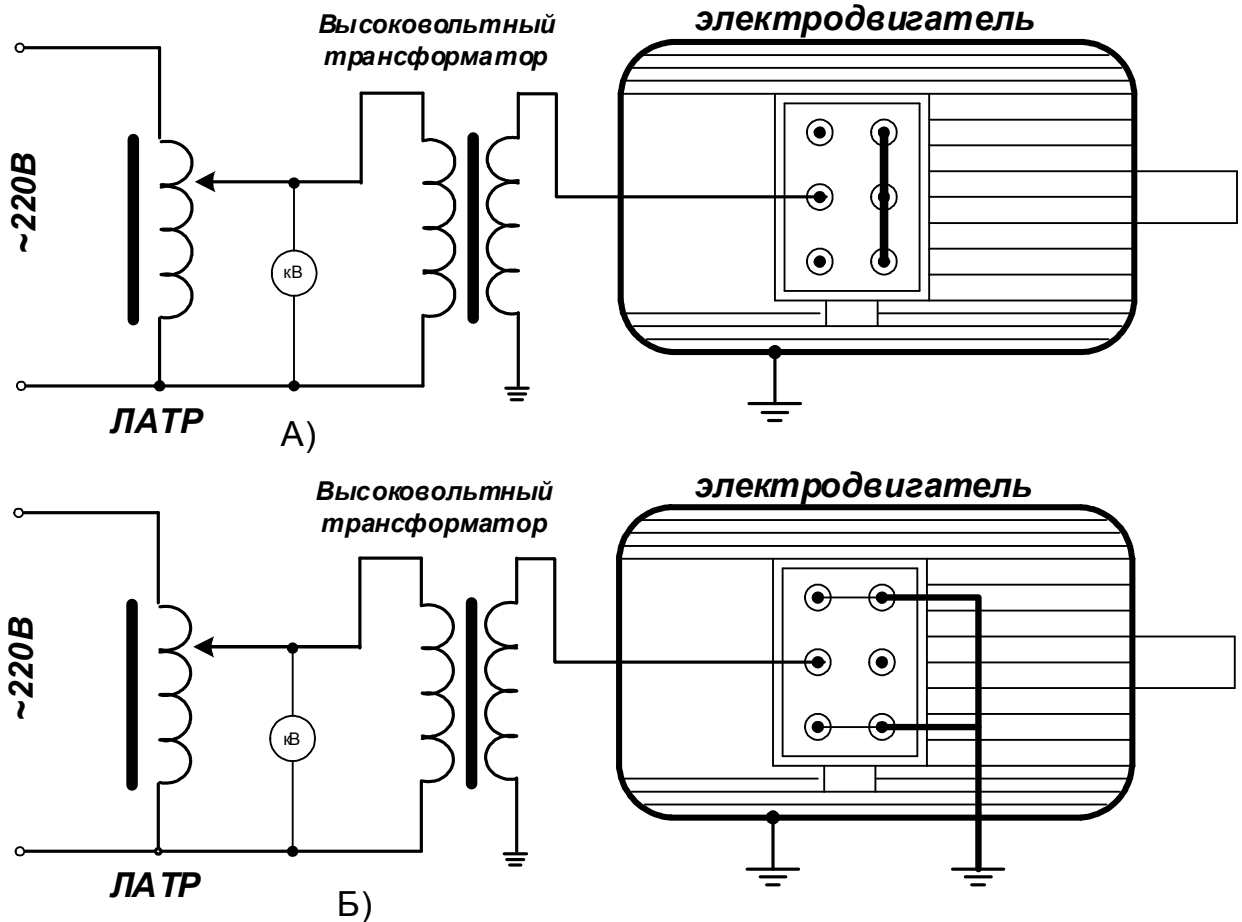 Высоковольтный
трансформатор
электродвигатель
~220В
кВ
ЛАТР
А)
Высоковольтный
трансформатор
электродвигатель
~220В
кВ
ЛАТР
Б)